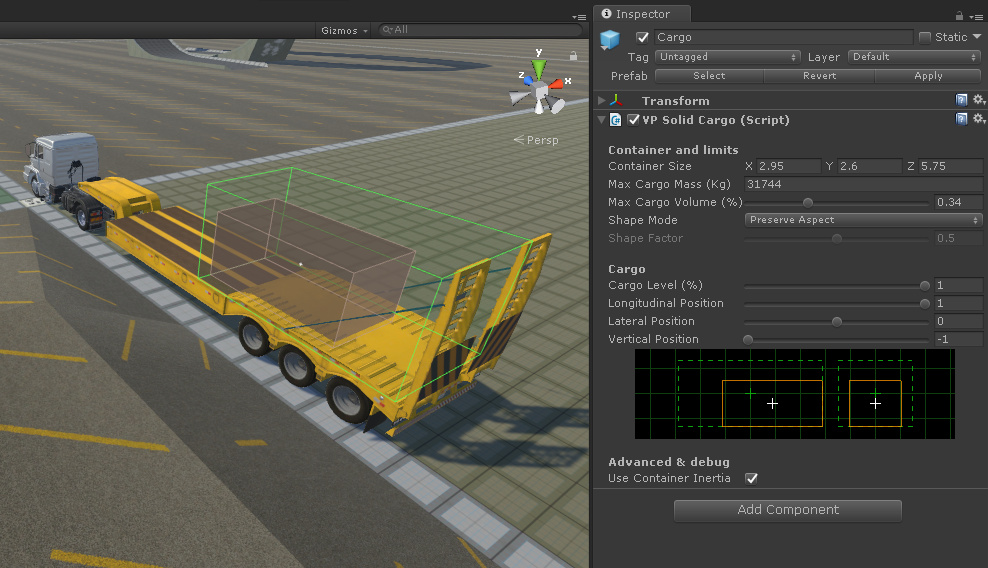 Inspector
Gizmos All
Cargo Static
Tag Untagged Layer Default
Prefab Select Revert Apply
Transform
VP Solid Cargo (Script)
Container and limits
Container Size X 2.95 Y 2.6 Z 5.75
Max Cargo Mass (Kg) 31744
Max Cargo Volume (%) 0.34
Shape Mode Preserve Aspect
Shape Factor 0.5
Cargo
Cargo Level (%) 1
Longitudinal Position 1
Lateral Position 0
Vertical Position -1
Advanced & debug
Use Container Inertia
Add Component
y
z x
Persp